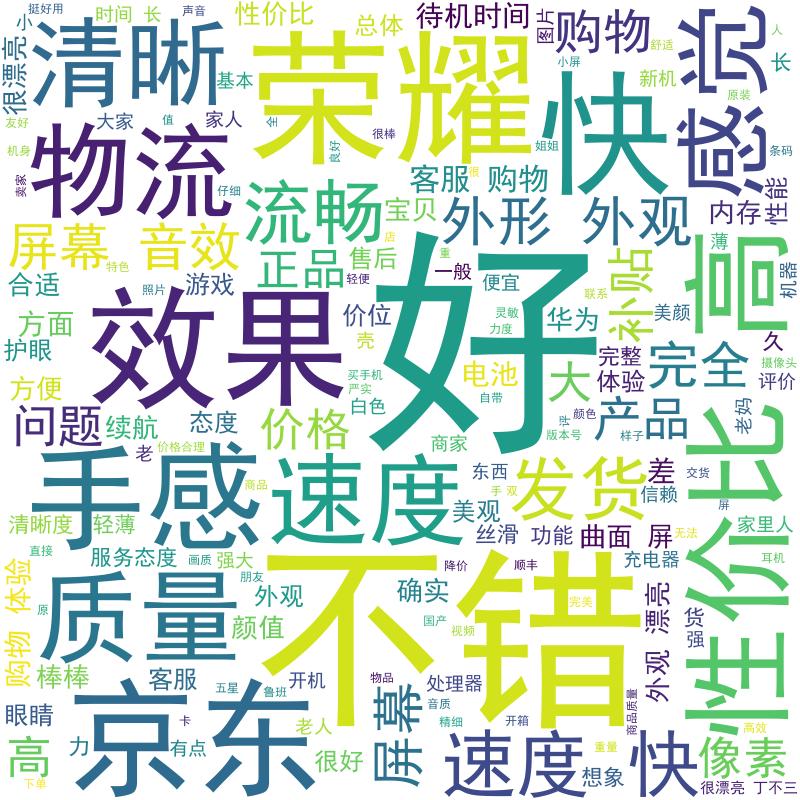 挺好用
时间 长
声音
性价比
总体
待机时间
图片
购物
感觉
小
很漂亮
清晰
基本
荣耀
小屏
舒适
人
长
新机
原装
快
友好
大家
值
家人
全
很棒
良好
姐姐
条码
机身
物流
卖家
仔细
流畅
宝贝
客服
很
购物
外形
外观
内存
性能
屏幕
音效
特色
正品
售后
店
重
一般
轻便
便宜
补贴
薄
高
机器
合适
照片
游戏
效果
好
价位
灵敏
力度
联系
华为
美颜
久
方面
护眼
壳
完整
体验
完全
摄像头
评价
方便
买手机
严实
白色
自带
电池
大
颜色
产品
老妈
问题
续航
态度
价格
商家
版本号
样子
性价比
老
价格合理
手感
商品
速度
东西
美观
手 双
发货
差
信赖
交货
屏
清晰度
轻薄
丝滑
功能
曲面 屏
无法
家里人
直接
服务态度
画质
强大
充电器
耳机
购物 体验
原
质量
朋友
外观
颜值
不错
降价
顺丰
确实
国产
视频
完美
外观 漂亮
货
强
棒棒
客服
五星
鲁班
开机
物品
处理器
音质
精细
开箱
商品质量
高效
眼睛
京东
卡
老人
屏幕
重量
高
下单
力
有点
很好
速度
想象
快
像素
很漂亮 丁不三